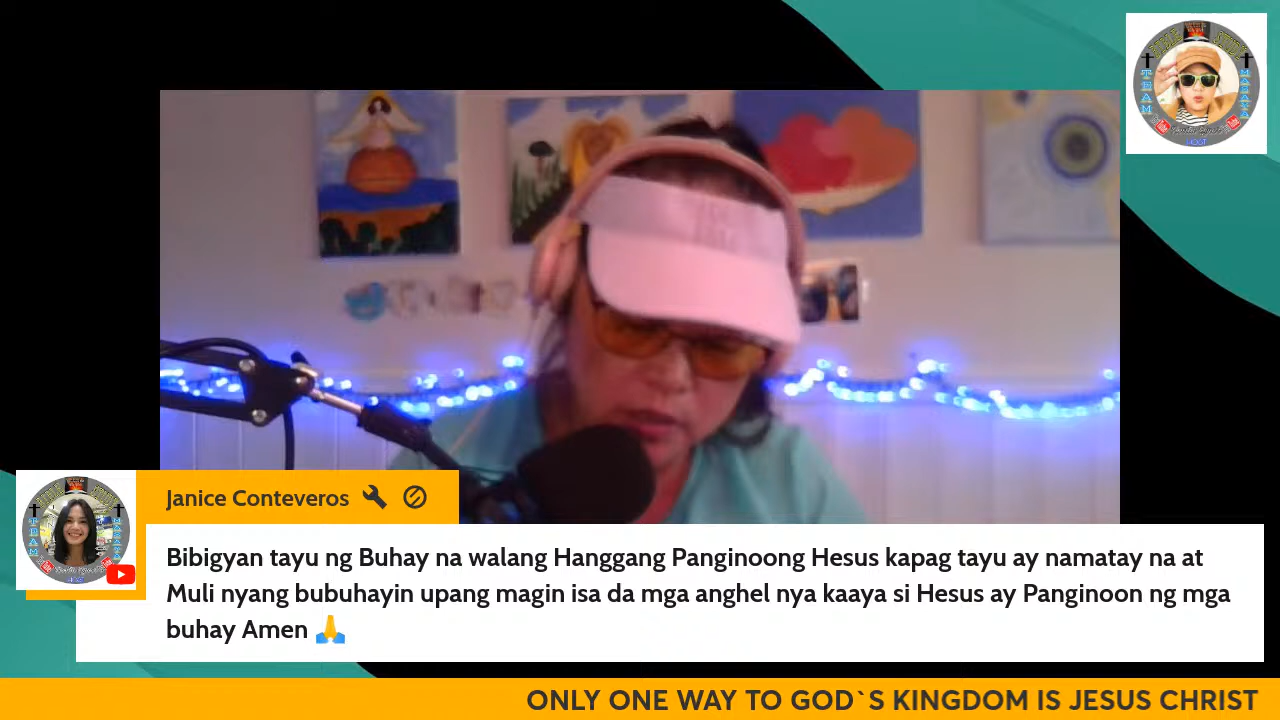 Janice Conteveros
Bibigyan tayu ng Buhay na walang Hanggang Panginoong Hesus kapag tayu ay namatay na at
Muli nyang bubuhayin upang magin isa da mga anghel nya kaaya si Hesus ay Panginoon ng mga
buhay Amen 🙏
ONLY ONE WAY TO GOD`S KINGDOM IS JESUS CHRIST